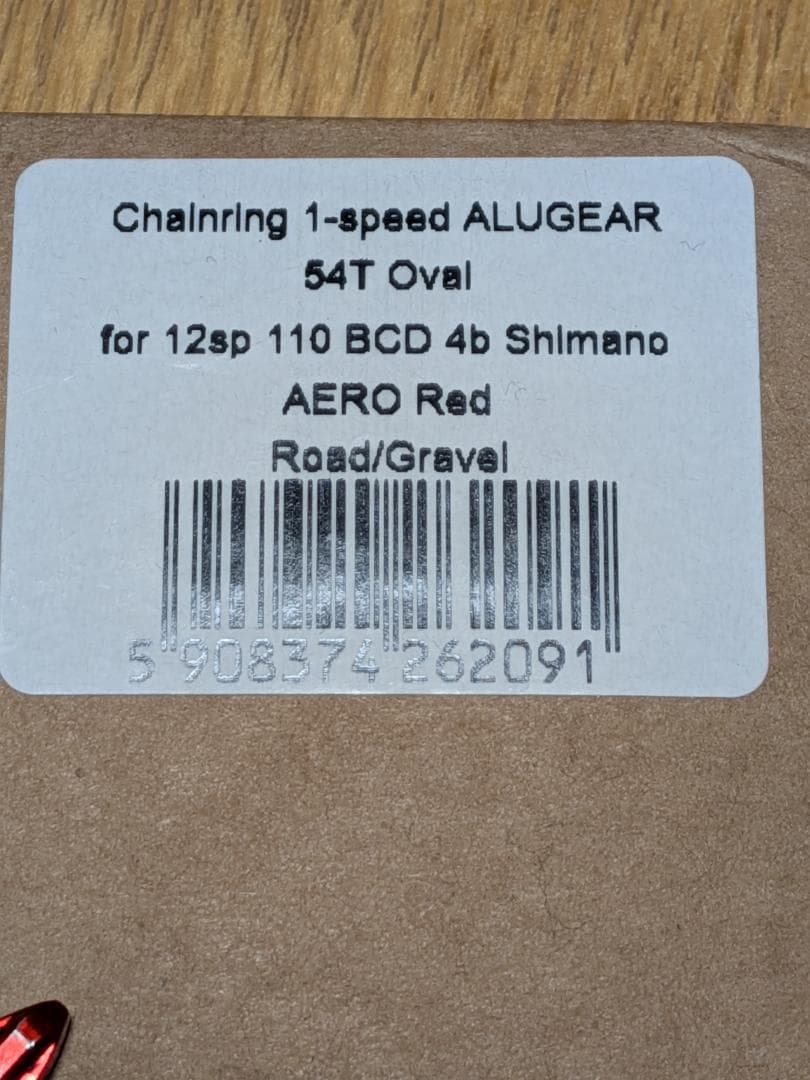 Chainring 1-speed ALUGEAR
54T Oval
for 12sp 110 BCD 4b Shimano
AERO Red
Road/Gravel
5 908374 262091